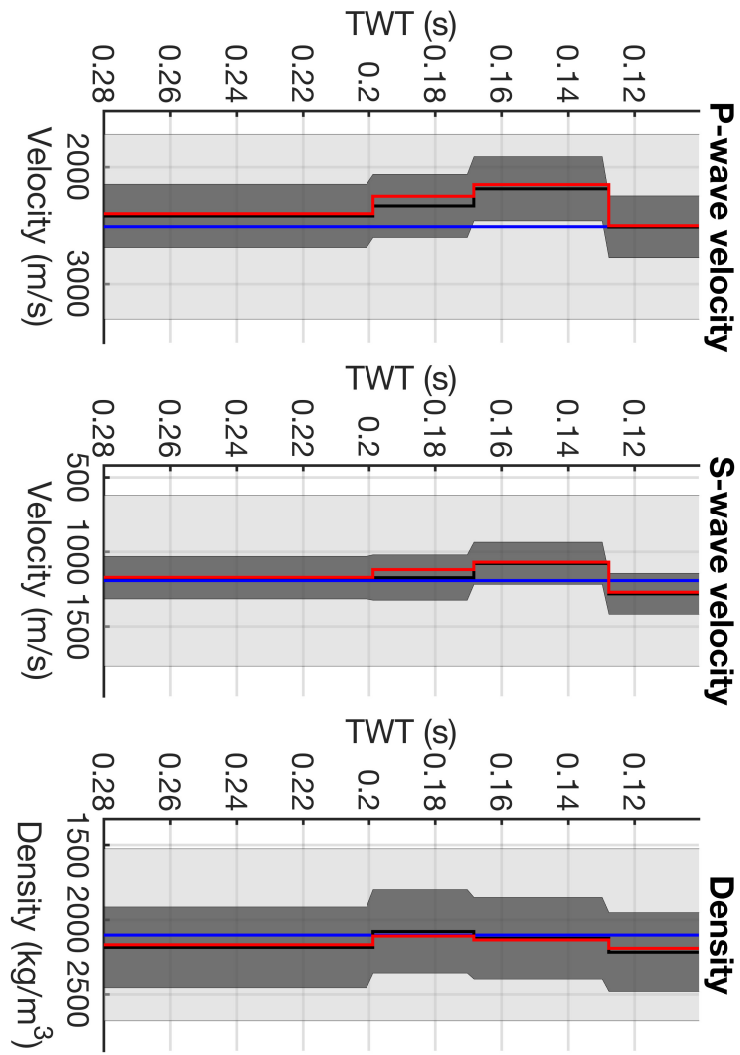 P-wave velocity
TWT (s)
0.12
0.14
0.16
0.18
0.2
0.22
0.24
0.26
0.28
2000 3000
Velocity (m/s)
S-wave velocity
TWT (s)
0.12
0.14
0.16
0.18
0.2
0.22
0.24
0.26
0.28
500 1000 1500
Velocity (m/s)
Density
TWT (s)
0.12
0.14
0.16
0.18
0.2
0.22
0.24
0.26
0.28
1500 2000 2500
Density (kg/m³)